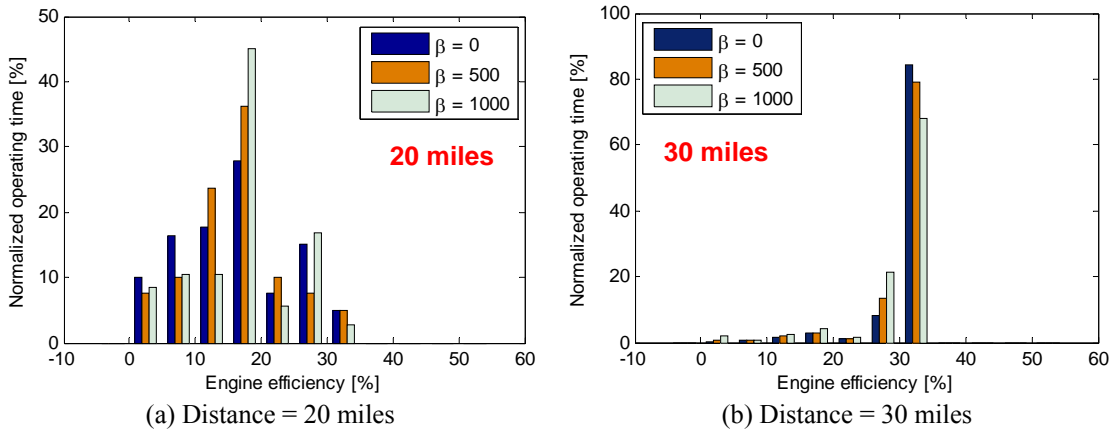 50
40
30
20
10
0
Normalized operating time [%]
β = 0
β = 500
β = 1000
20 miles
-10 0 10 20 30 40 50 60
Engine efficiency [%]
(a) Distance = 20 miles
100
80
60
40
20
0
Normalized operating time [%]
β = 0
β = 500
β = 1000
30 miles
-10 0 10 20 30 40 50 60
Engine efficiency [%]
(b) Distance = 30 miles